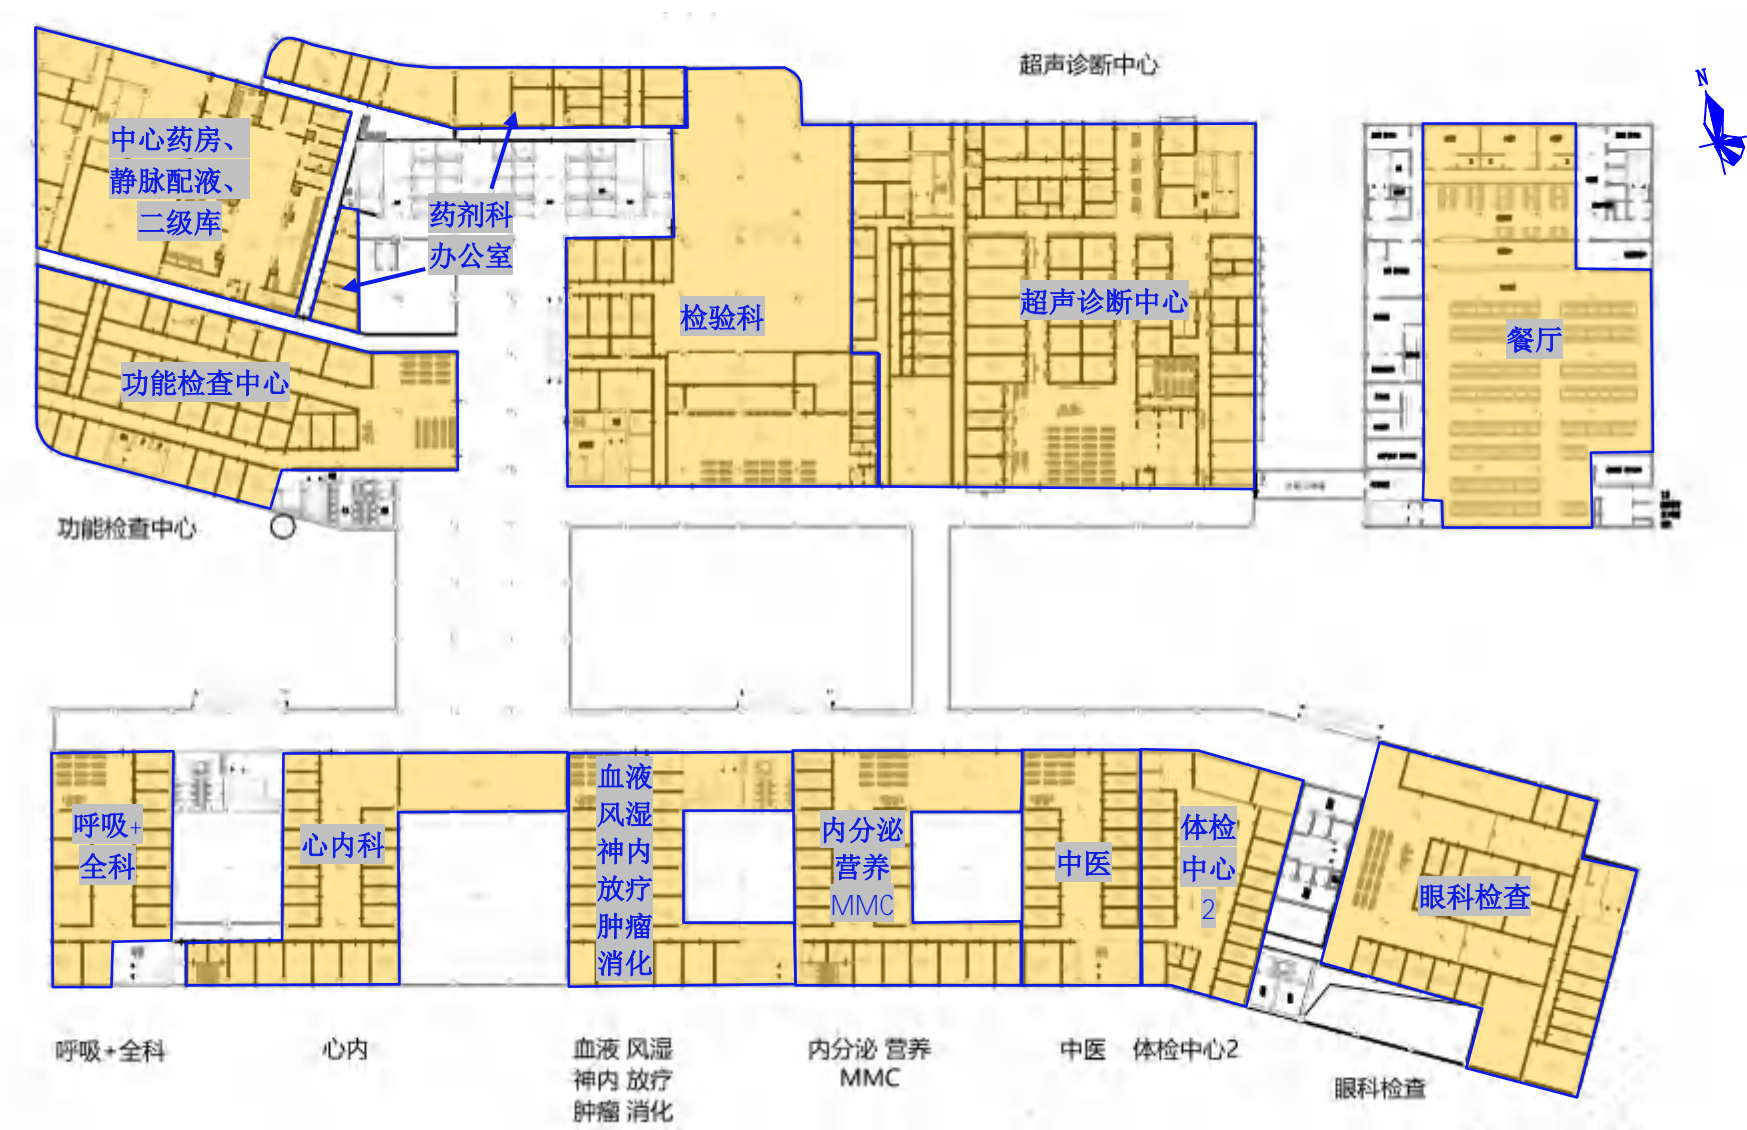 超声诊断中心
N
中心药房、
静脉配液、
二级库
药剂科
办公室
检验科
超声诊断中心
餐厅
功能检查中心
功能检查中心
呼吸+
全科
心内科
血液
风湿
神内
放疗
肿瘤
消化
内分泌
营养
MMC
中医
体检
中心
2
眼科检查
呼吸+全科
心内
血液 风湿
神内 放疗
肿瘤 消化
内分泌 营养
MMC
中医
体检中心2
眼科检查